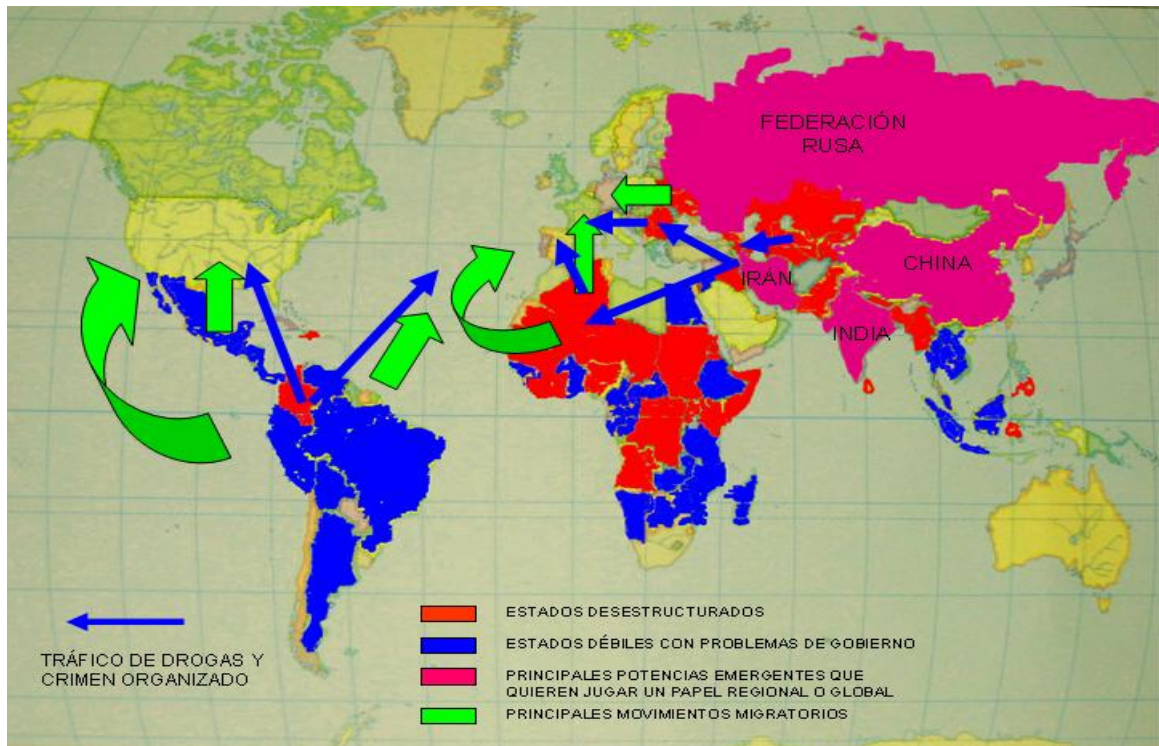 FEDERACIÓN
RUSA
CHINA
IRÁN
INDIA
TRÁFICO DE DROGAS Y
CRIMEN ORGANIZADO
ESTADOS DESESTRUCTURADOS
ESTADOS DÉBILES CON PROBLEMAS DE GOBIERNO
PRINCIPALES POTENCIAS EMERGENTES QUE
QUIEREN JUGAR UN PAPEL REGIONAL O GLOBAL
PRINCIPALES MOVIMIENTOS MIGRATORIOS